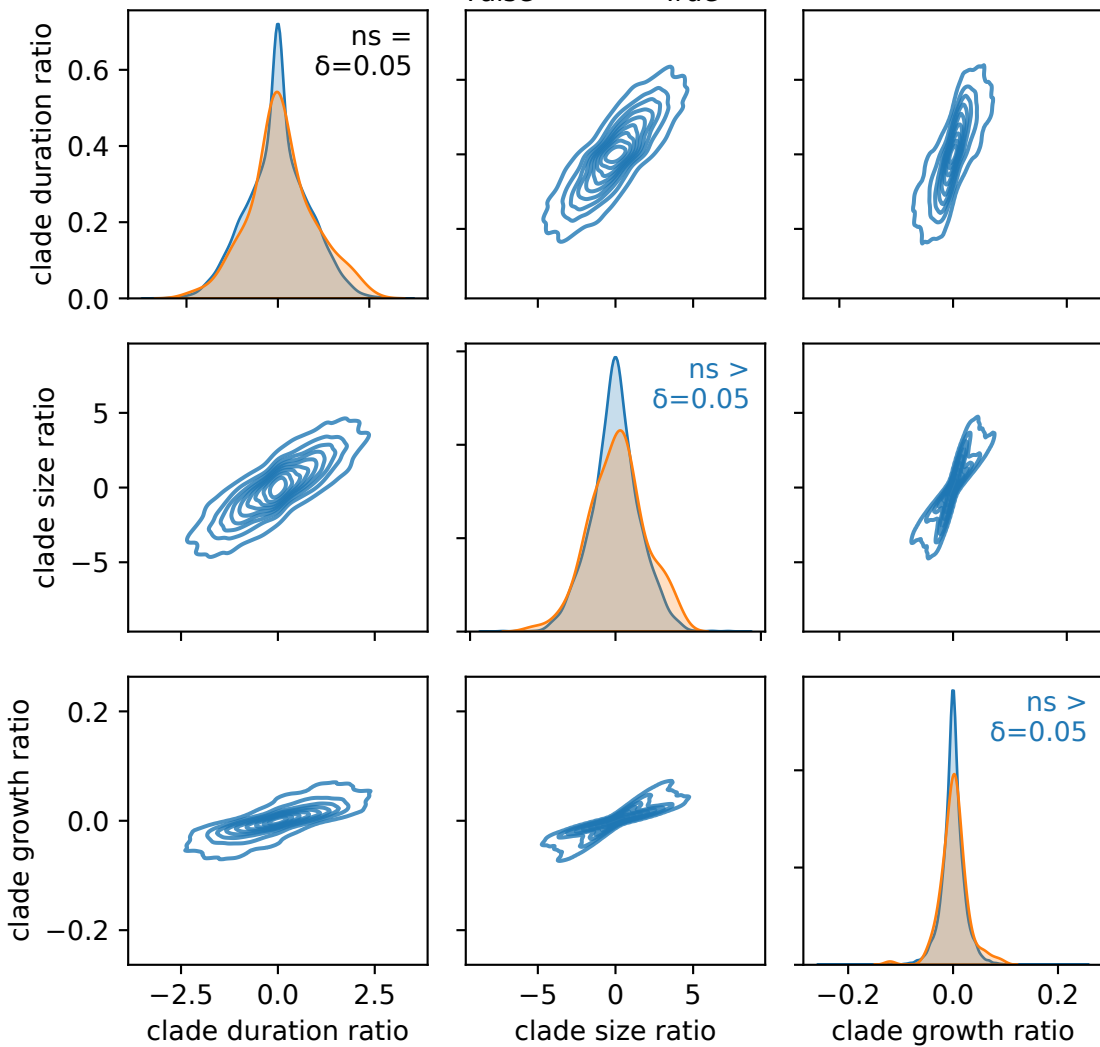 clade duration ratio
0.6
0.4
0.2
0.0
ns =
δ=0.05
clade size ratio
5
0
−5
ns >
δ=0.05
clade growth ratio
0.2
0.0
−0.2
ns >
δ=0.05
−2.5 0.0 2.5
−5 0 5
−0.2 0.0 0.2
clade duration ratio
clade size ratio
clade growth ratio